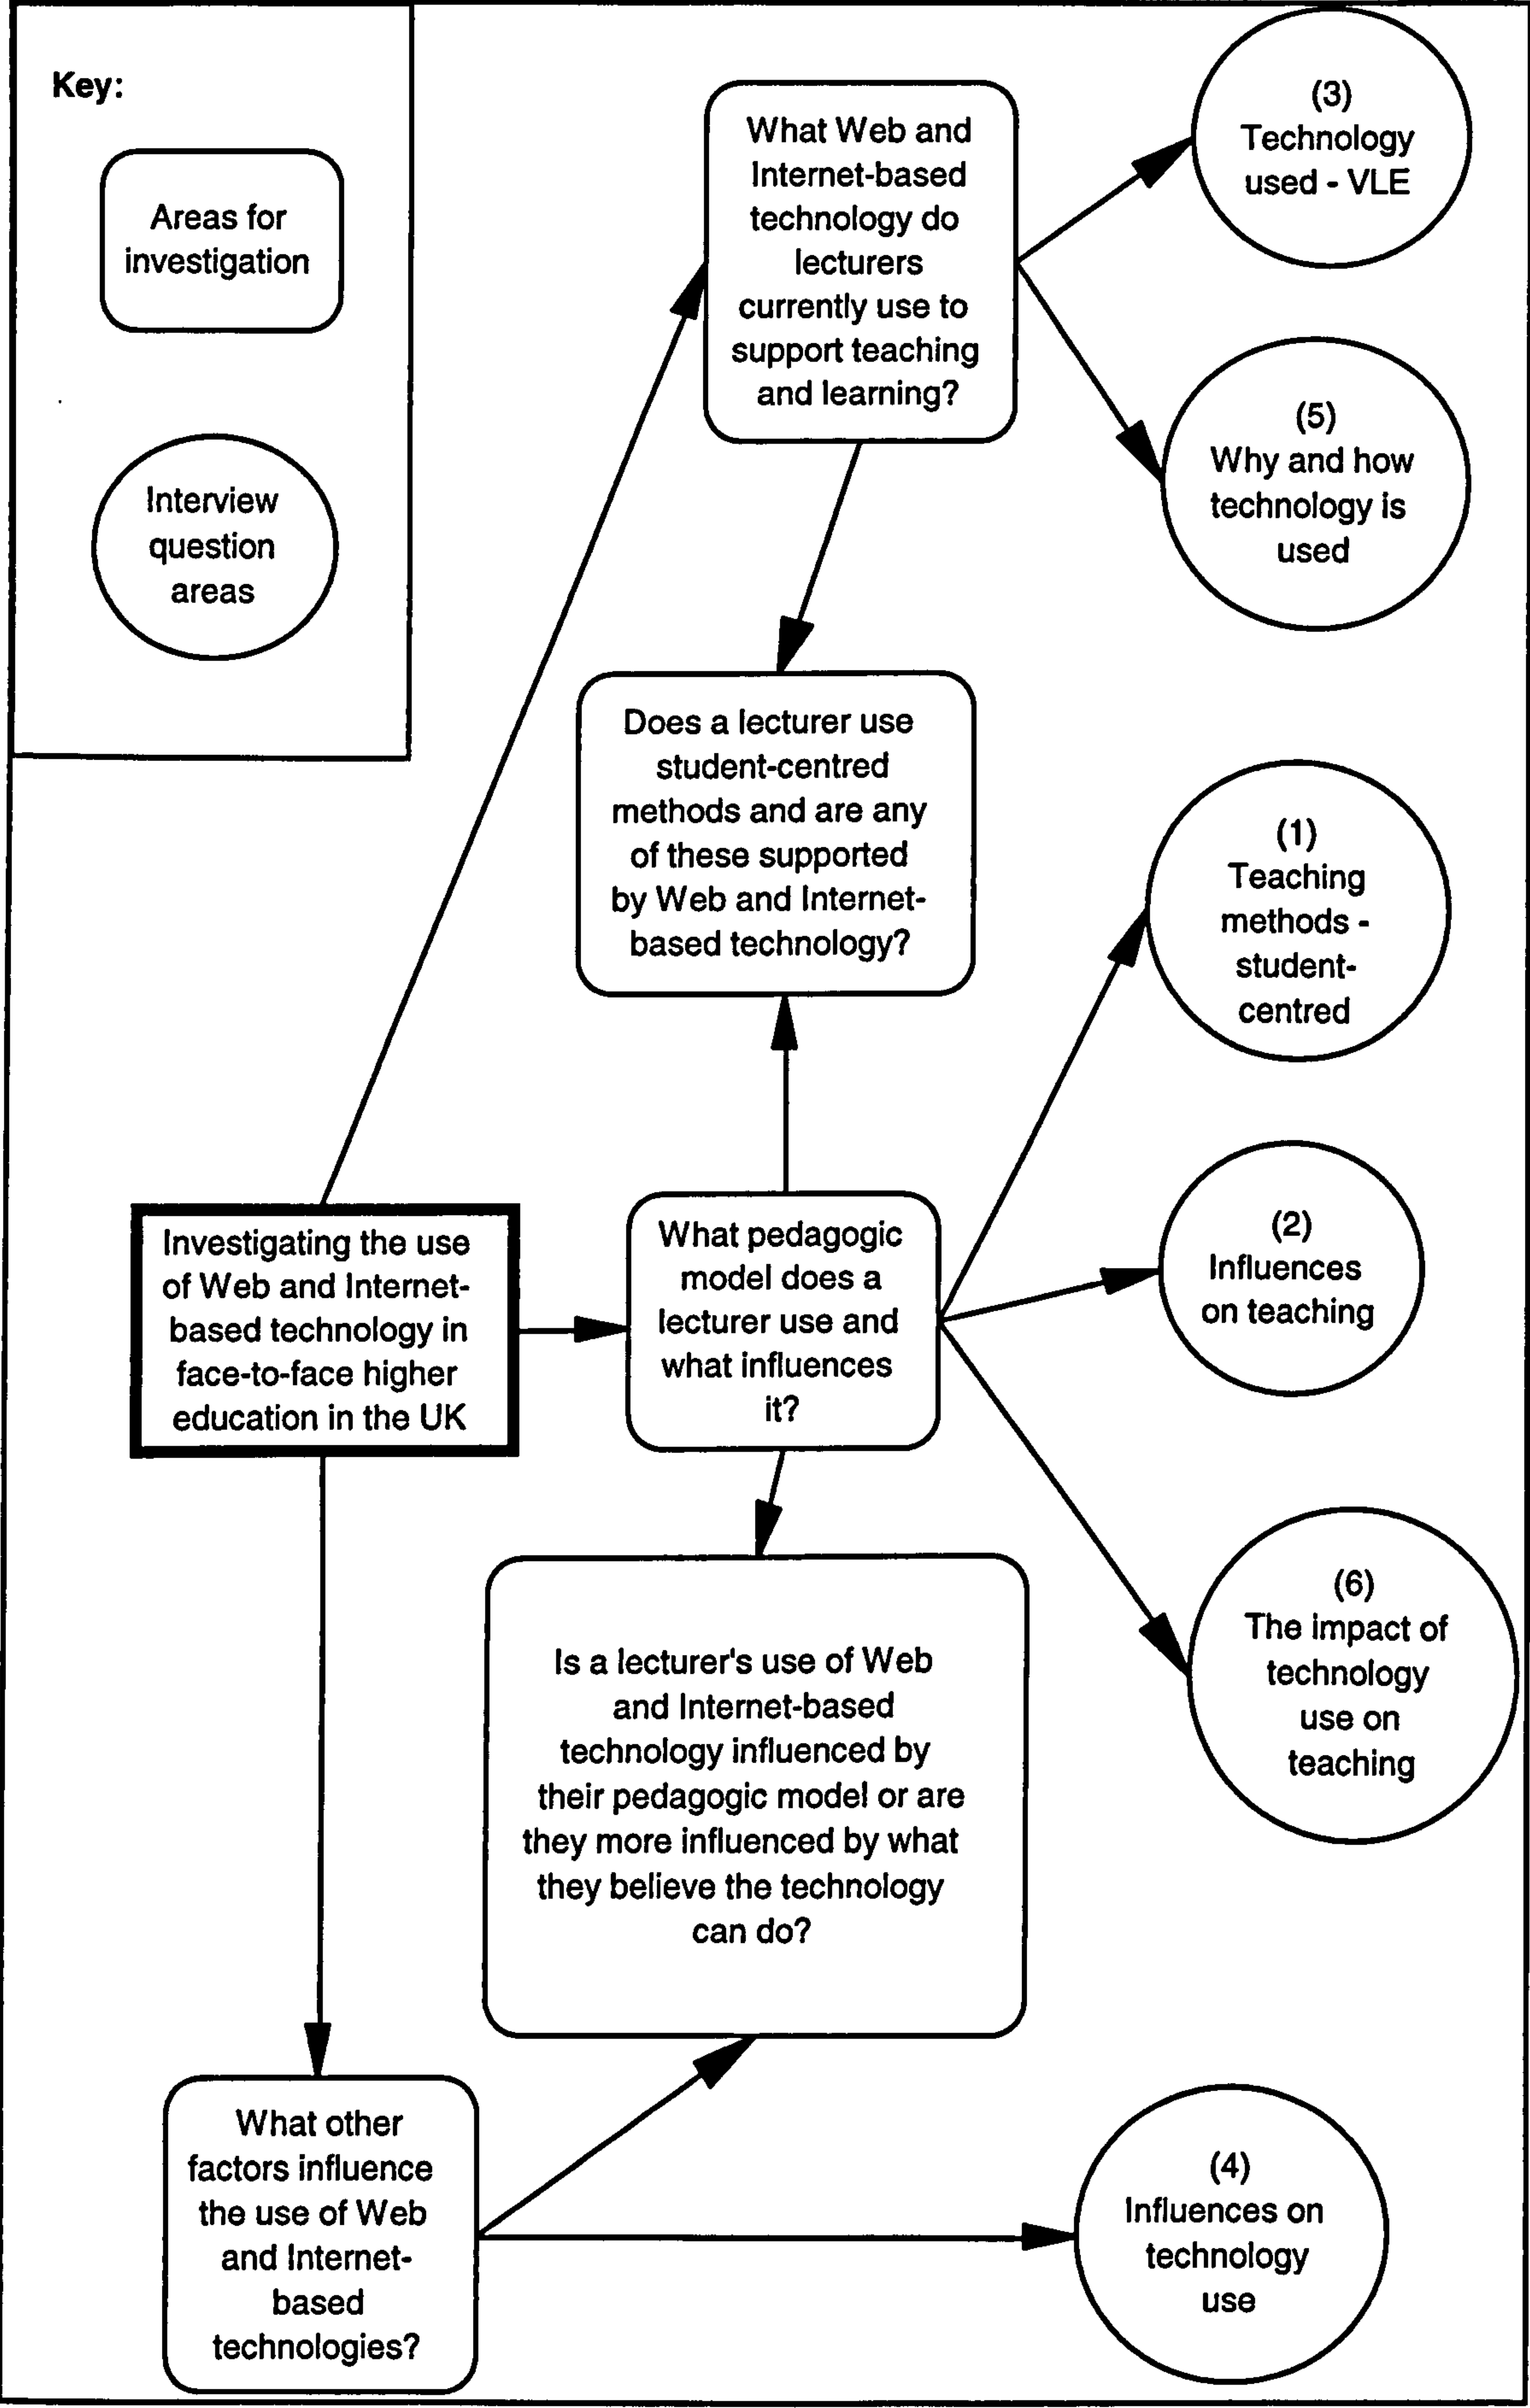 Key:
Areas for
investigation
Interview
question
areas
What Web and
Internet-based
technology do
lecturers
currently use to
support teaching
and learning?
(3)
Technology
used - VLE
(5)
Why and how
technology is
used
Does a lecturer use
student-centred
methods and are any
of these supported
by Web and Internet-
based technology?
(1)
Teaching
methods -
student-
centred
Investigating the use
of Web and Internet-
based technology in
face-to-face higher
education in the UK
What pedagogic
model does a
lecturer use and
what influences
it?
(2)
Influences
on teaching
(6)
The impact of
technology
use on
teaching
Is a lecturer's use of Web
and Internet-based
technology influenced by
their pedagogic model or are
they more influenced by what
they believe the technology
can do?
What other
factors influence
the use of Web
and Internet-
based
technologies?
(4)
Influences on
technology
use